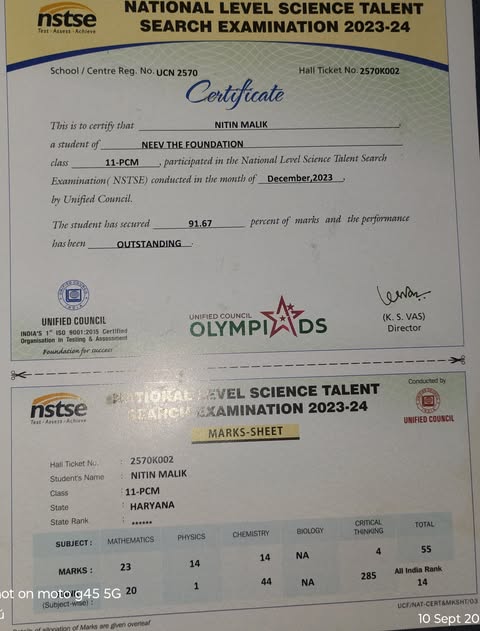 nstse
Test - Assess - Achieve
NATIONAL LEVEL SCIENCE TALENT
SEARCH EXAMINATION 2023-24
School / Centre Reg. No. UCN 2570
Hall Ticket No. 2570K002
Certificate
This is to certify that NITIN MALIK
a student of NEEV THE FOUNDATION
class 11-PCM, participated in the National Level Science Talent Search
Examination( NSTSE) conducted in the month of December,2023,
by Unified Council.
The student has secured 91.67 percent of marks and the performance
has been OUTSTANDING.
UNIFIED COUNCIL
INDIA'S 1st ISO 9001:2015 Certified
Organisation in Testing & Assessment
Foundation for success
UNIFIED COUNCIL
OLYMPIADS
(K. S. VAS)
Director
nstse
Test - Assess - Achieve
NATIONAL LEVEL SCIENCE TALENT
SEARCH EXAMINATION 2023-24
MARKS-SHEET
Conducted by
UNIFIED COUNCIL
Hall Ticket No. : 2570K002
Student's Name : NITIN MALIK
Class : 11-PCM
State : HARYANA
State Rank : ******
SUBJECT : MATHEMATICS PHYSICS CHEMISTRY BIOLOGY CRITICAL THINKING TOTAL
MARKS : 23 14 14 NA 4 55
20 1 44 NA 285 All India Rank 14
(Subject-wise) :
UCF/NAT-CERT&MKSHT/03
Details of allocation of Marks are given overleaf
hot on moto g45 5G
10 Sept 20